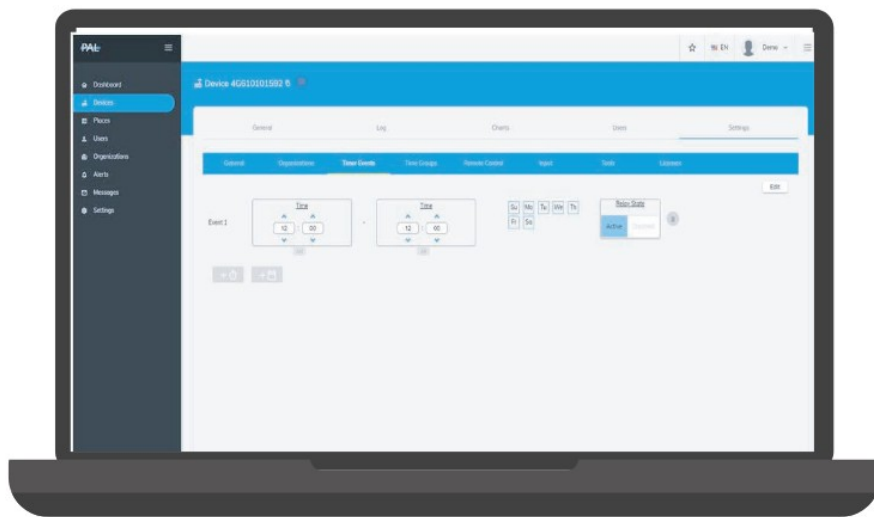 PAL
EN
Dashboard
Devices
Places
Users
Organizations
Alerts
Messages
Settings
Device 4G610101592 6
General Log Charts Users Settings
General Organizations Timer Events Time Groups Remote Control Input Tools
Edit
Event 1
Time
12 : 00
-
Time
12 : 00
Su Mo Tu We Th
Fr Sa
Relay State
Active